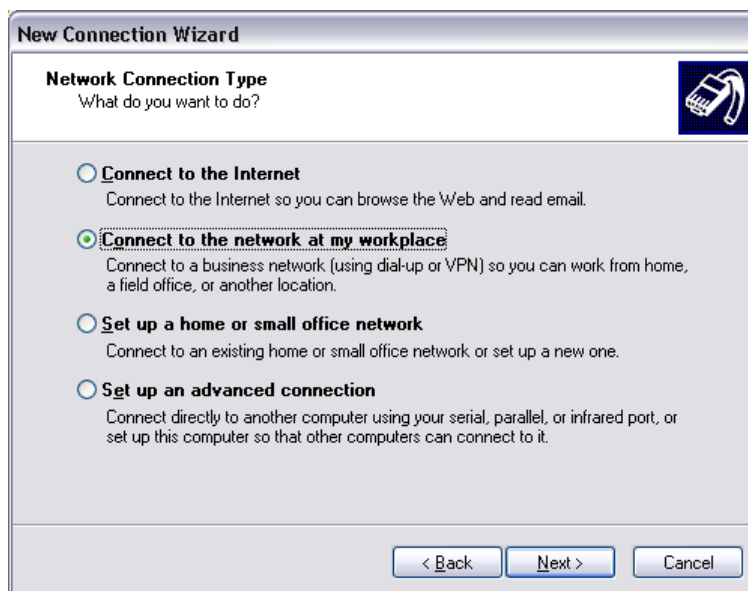 New Connection Wizard
Network Connection Type
What do you want to do?
Connect to the Internet
Connect to the Internet so you can browse the Web and read email.
Connect to the network at my workplace
Connect to a business network (using dial-up or VPN) so you can work from home,
a field office, or another location.
Set up a home or small office network
Connect to an existing home or small office network or set up a new one.
Set up an advanced connection
Connect directly to another computer using your serial, parallel, or infrared port, or
set up this computer so that other computers can connect to it.
< Back Next > Cancel